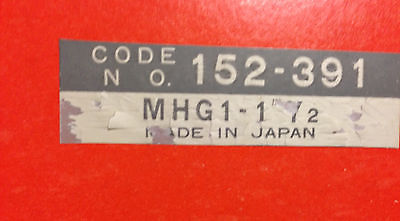 CODE NO. 152-391
MHG1-1 1/2
MADE IN JAPAN